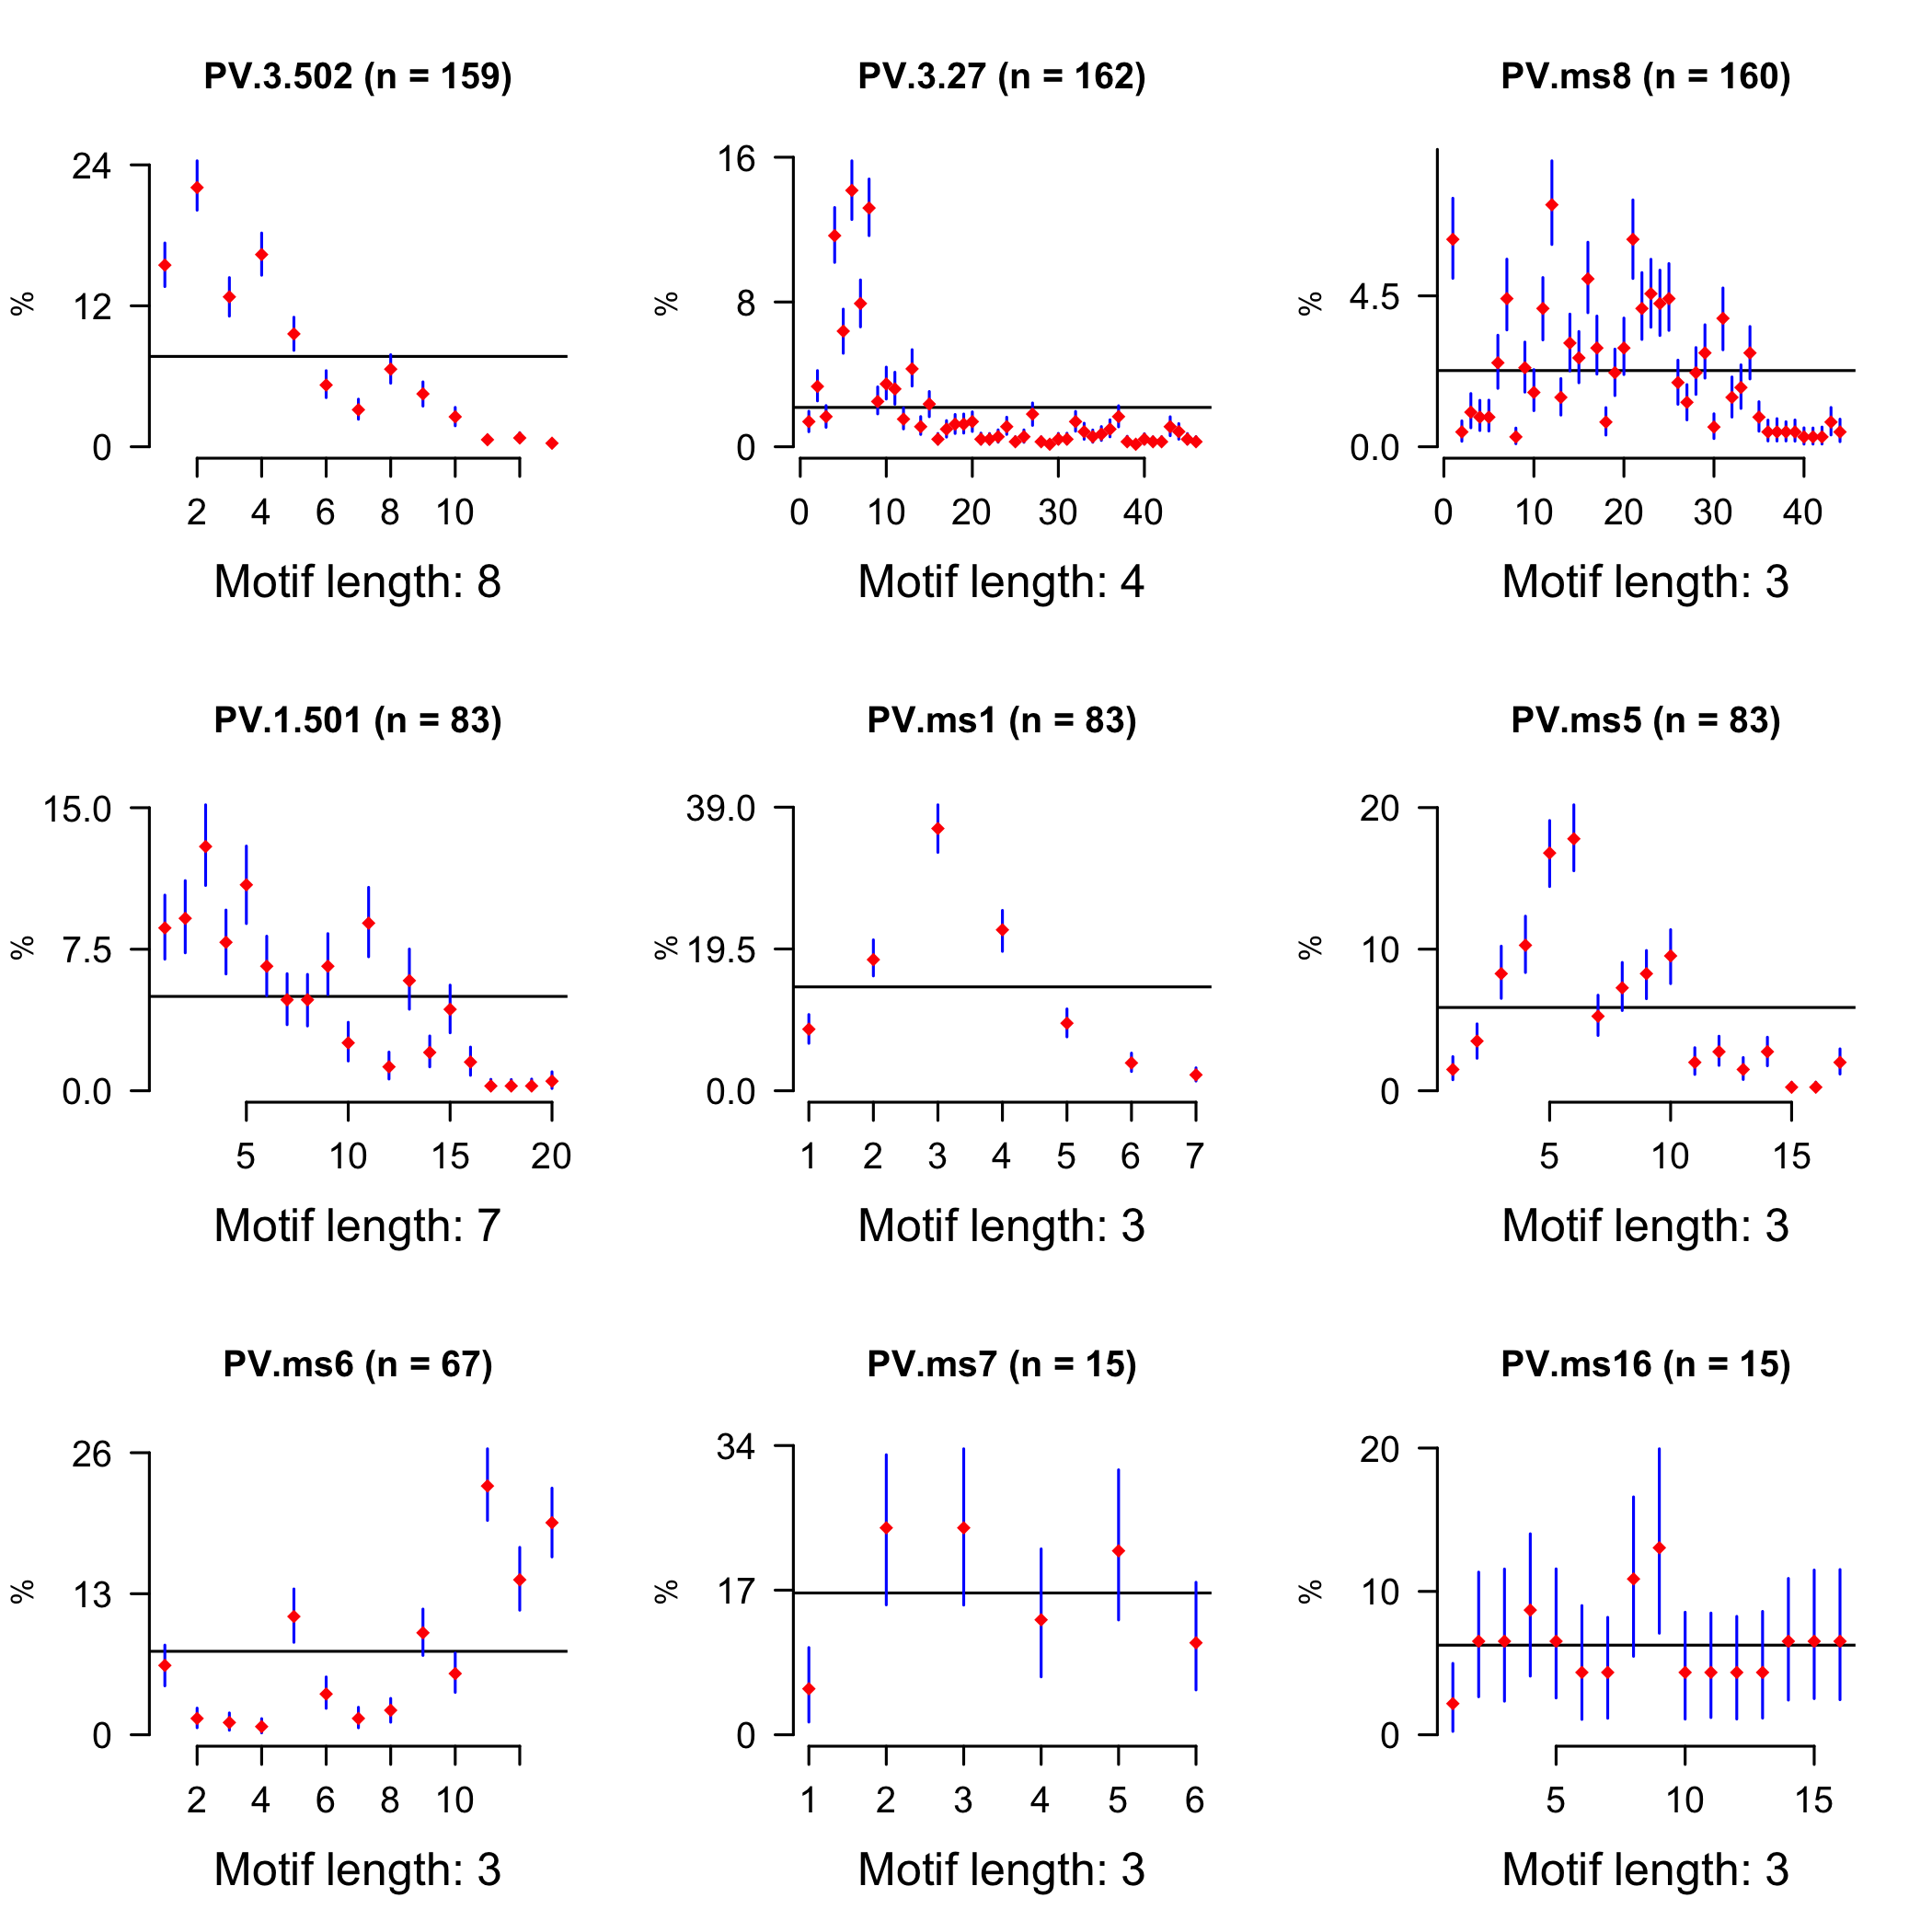 PV.3.502 (n = 159)
%
24
12
0
2 4 6 8 10
Motif length: 8
PV.3.27 (n = 162)
%
16
8
0
0 10 20 30 40
Motif length: 4
PV.ms8 (n = 160)
%
4.5
0.0
0 10 20 30 40
Motif length: 3
PV.1.501 (n = 83)
%
15.0
7.5
0.0
5 10 15 20
Motif length: 7
PV.ms1 (n = 83)
%
39.0
19.5
0.0
1 2 3 4 5 6 7
Motif length: 3
PV.ms5 (n = 83)
%
20
10
0
5 10 15
Motif length: 3
PV.ms6 (n = 67)
%
26
13
0
2 4 6 8 10
Motif length: 3
PV.ms7 (n = 15)
%
34
17
0
1 2 3 4 5 6
Motif length: 3
PV.ms16 (n = 15)
%
20
10
0
5 10 15
Motif length: 3